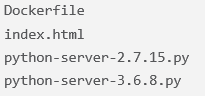 Dockerfile
index.html
python-server-2.7.15.py
python-server-3.6.8.py